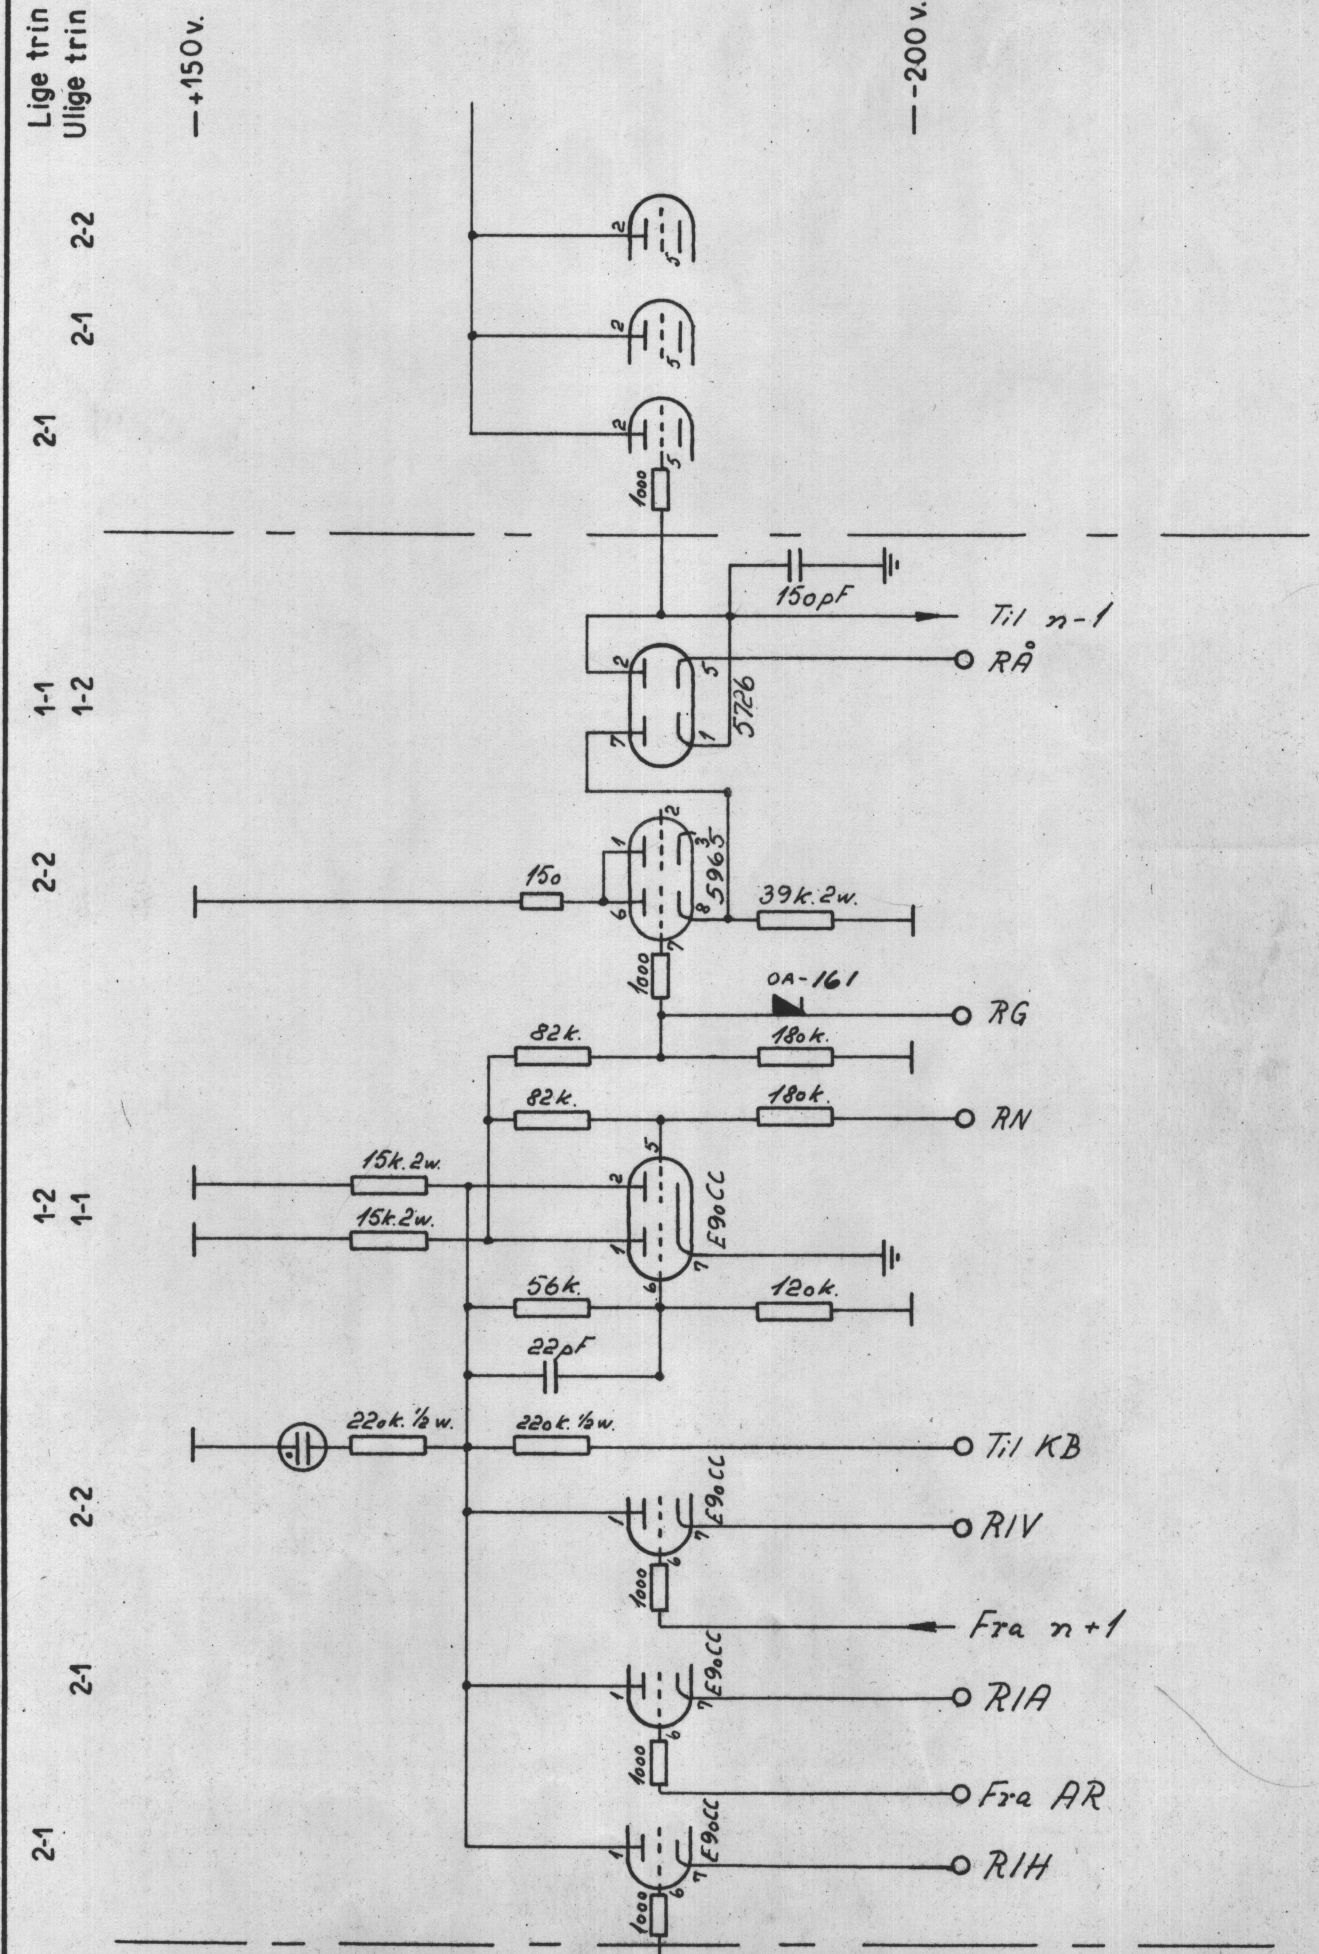 Lige trin
Ulige trin
+150v.
-200v.
2-2
2 5
2-1
2 5
2-1
2 5
1000
150pF
Til n-1
RÅ
1-1
1-2
2 5
7 1
5726
2-2
150
1 2 3
6 8 7
5965
39k.2w.
1000
OA-161
RG
82k.
180k.
82k.
180k.
RN
1-2
1-1
15k.2w.
15k.2w.
2 5
1 7 6
E90CC
56k.
120k.
22pF
220k.½w.
220k.½w.
Til KB
2-2
1 7 6
E90CC
RIV
1000
Fra n+1
2-1
1 7 6
E90CC
RIA
1000
Fra AR
2-1
1 7 6
E90CC
RIH
1000